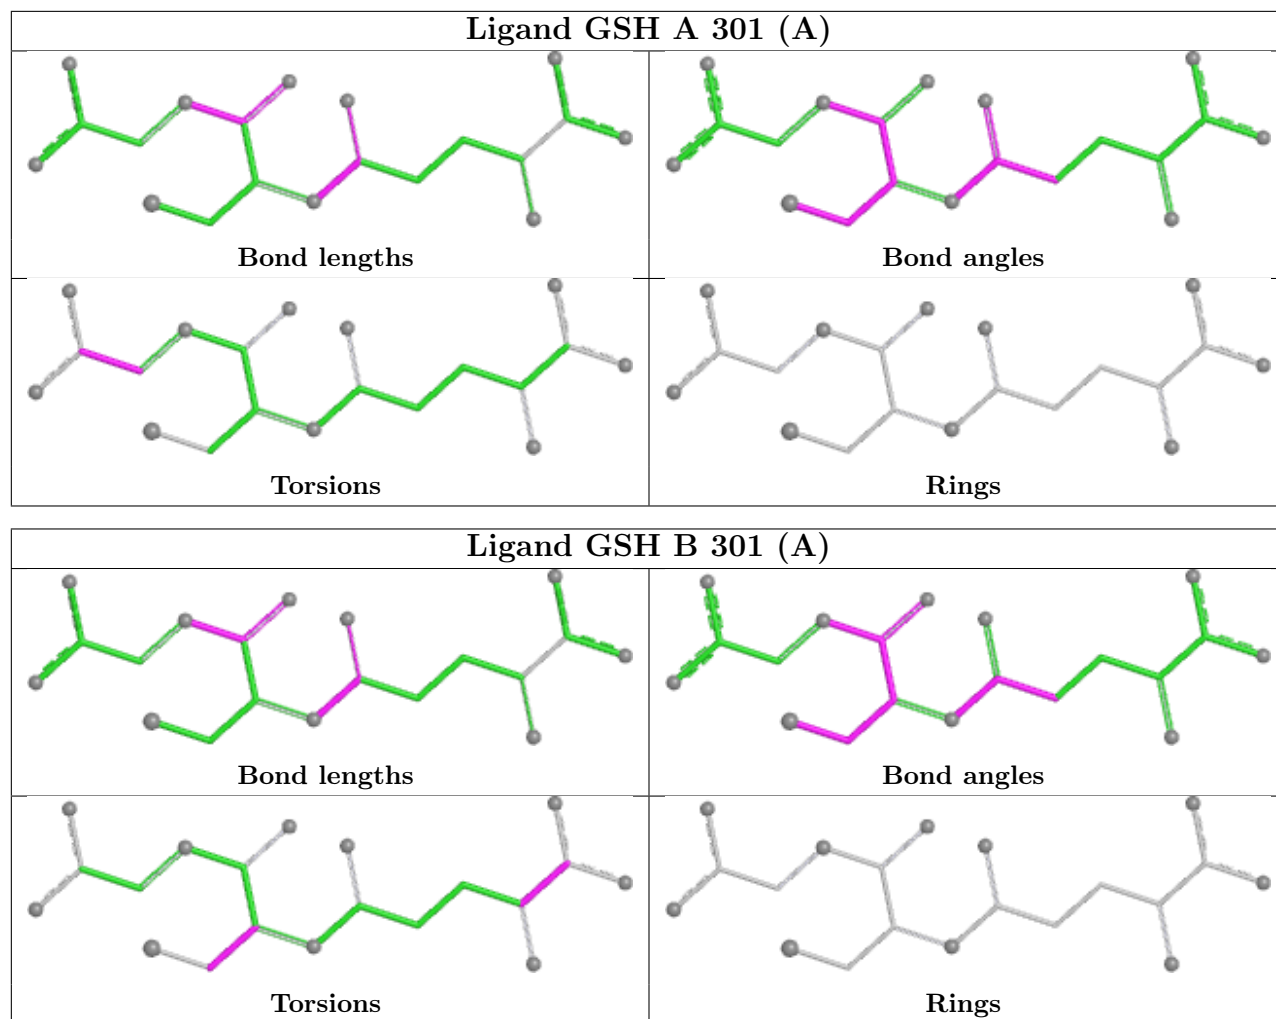 Ligand GSH A 301 (A)
Bond lengths
Bond angles
Torsions
Rings
Ligand GSH B 301 (A)
Bond lengths
Bond angles
Torsions
Rings